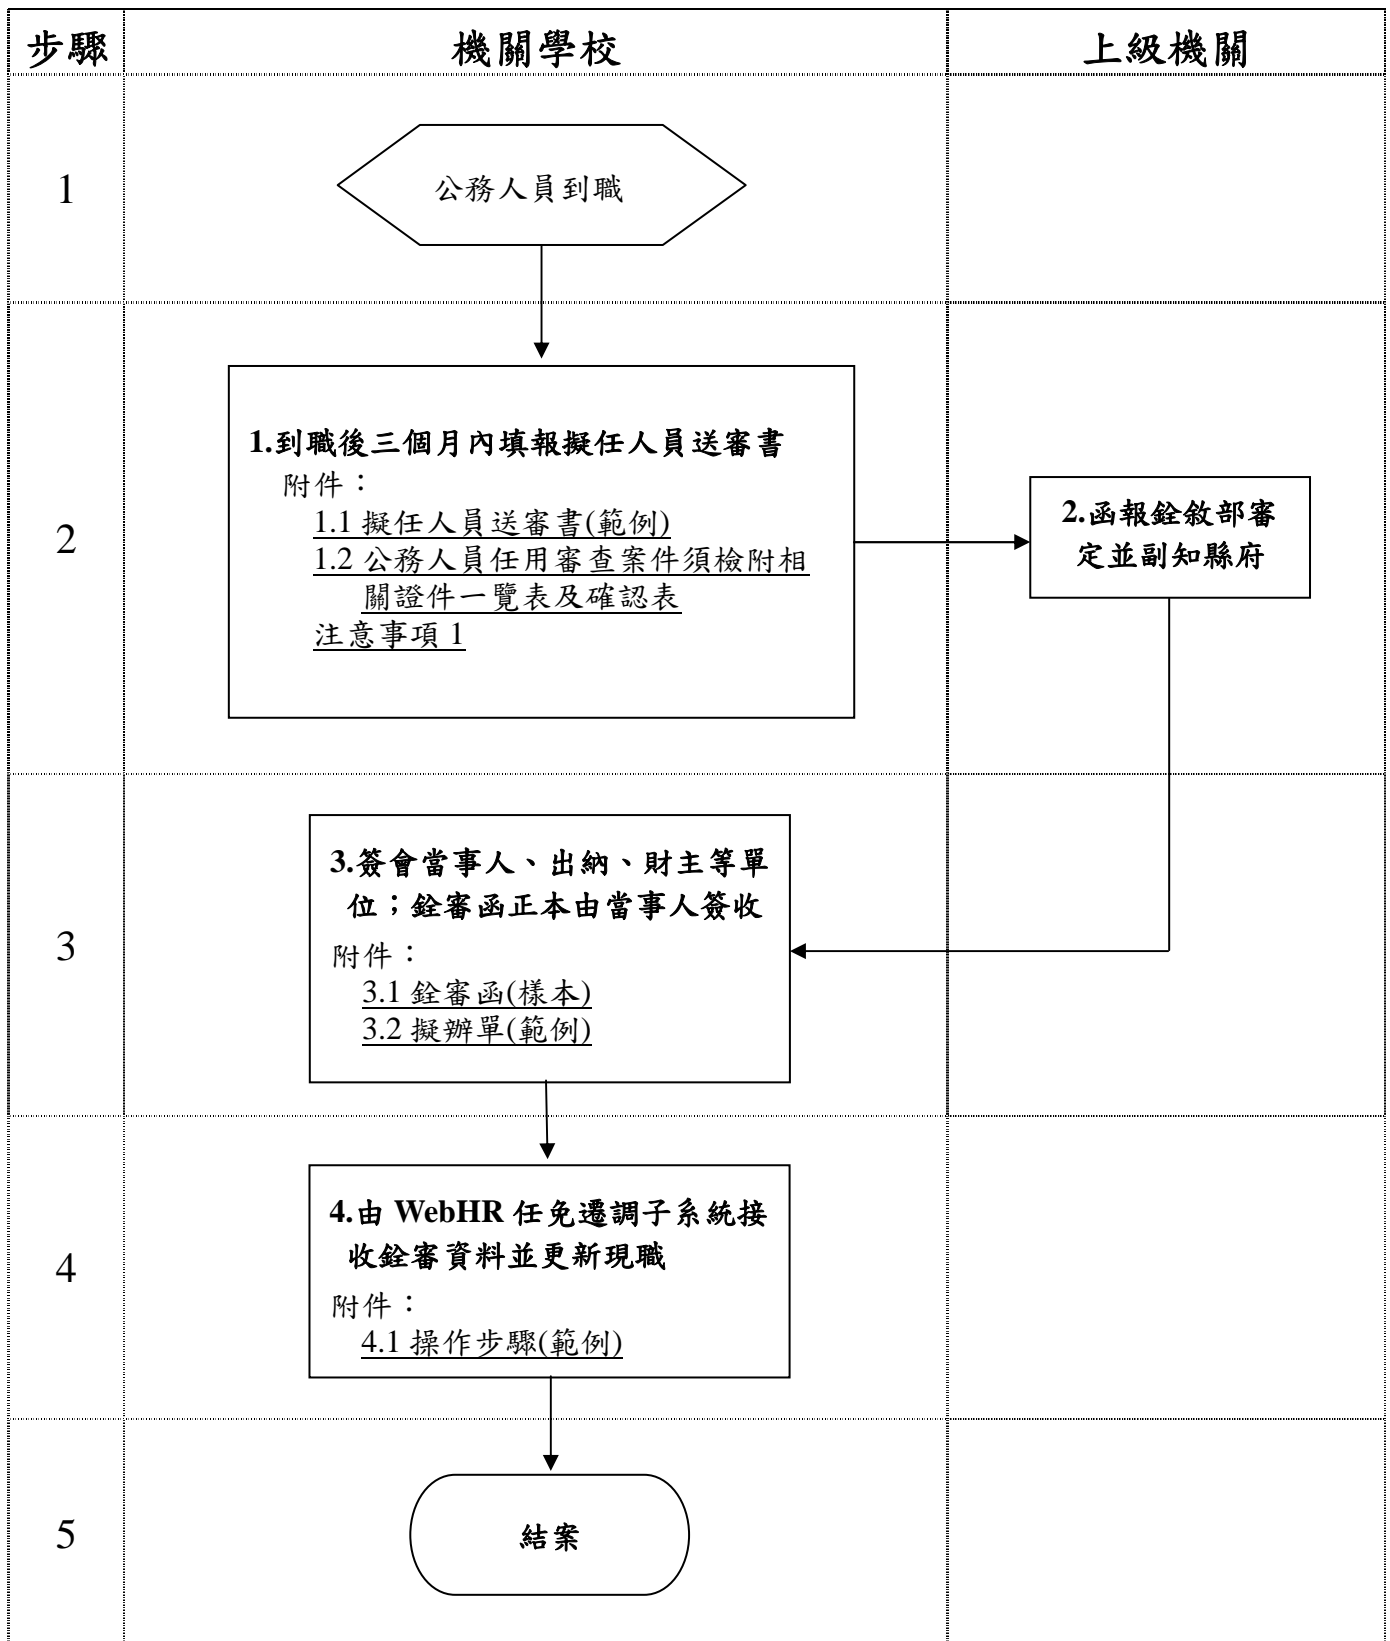 步驟
機關學校
上級機關
1
公務人員到職
2
1.到職後三個月內填報擬任人員送審書
附件：
1.1 擬任人員送審書(範例)
1.2 公務人員任用審查案件須檢附相
關證件一覽表及確認表
注意事項 1
2.函報銓敘部審
定並副知縣府
3
3.簽會當事人、出納、財主等單
位；銓審函正本由當事人簽收
附件：
3.1 銓審函(樣本)
3.2 擬辦單(範例)
4
4.由 WebHR 任免遷調子系統接
收銓審資料並更新現職
附件：
4.1 操作步驟(範例)
5
結案